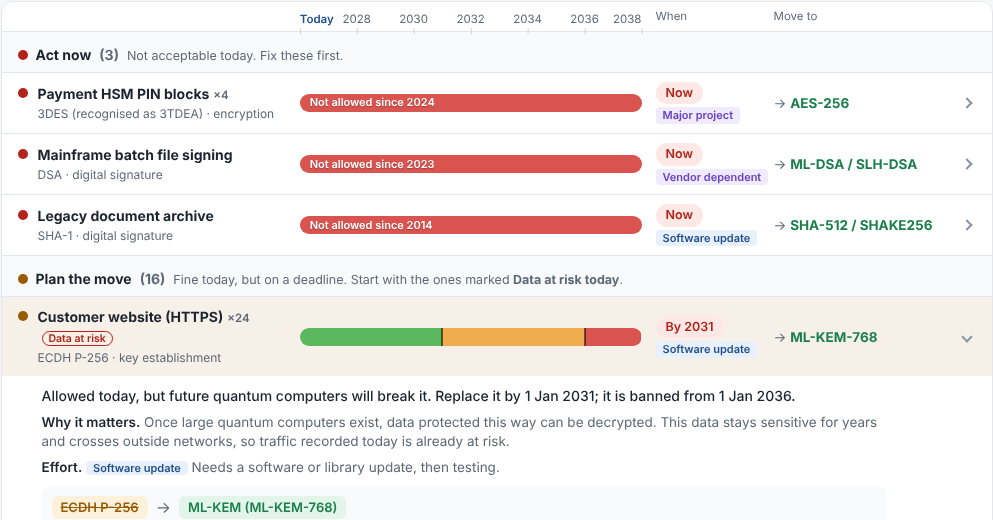 Today 2028 2030 2032 2034 2036 2038 When Move to
Act now (3) Not acceptable today. Fix these first.
Payment HSM PIN blocks ×4
3DES (recognised as 3TDEA) · encryption
Not allowed since 2024
Now
Major project
→ AES-256
Mainframe batch file signing
DSA · digital signature
Not allowed since 2023
Now
Vendor dependent
→ ML-DSA / SLH-DSA
Legacy document archive
SHA-1 · digital signature
Not allowed since 2014
Now
Software update
→ SHA-512 / SHAKE256
Plan the move (16) Fine today, but on a deadline. Start with the ones marked Data at risk today.
Customer website (HTTPS) ×24
Data at risk
ECDH P-256 · key establishment
By 2031
Software update
→ ML-KEM-768
Allowed today, but future quantum computers will break it. Replace it by 1 Jan 2031; it is banned from 1 Jan 2036.
Why it matters. Once large quantum computers exist, data protected this way can be decrypted. This data stays sensitive for years
and crosses outside networks, so traffic recorded today is already at risk.
Effort. Software update Needs a software or library update, then testing.
ECDH P-256 → ML-KEM (ML-KEM-768)